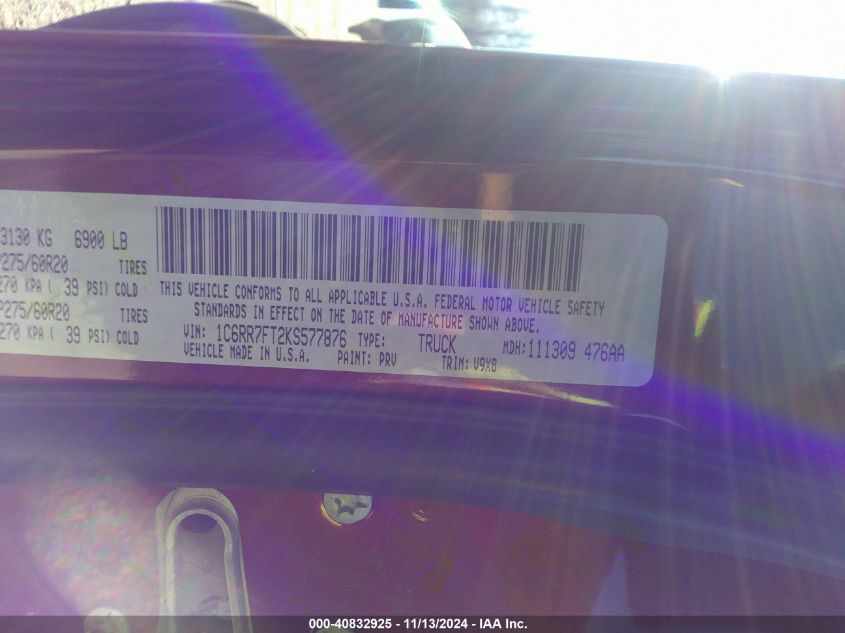 3130 KG 6900 LB
P275/60R20 TIRES
270 KPA ( 39 PSI) COLD
P275/60R20 TIRES
270 KPA ( 39 PSI) COLD
THIS VEHICLE CONFORMS TO ALL APPLICABLE U.S.A. FEDERAL MOTOR VEHICLE SAFETY
STANDARDS IN EFFECT ON THE DATE OF MANUFACTURE SHOWN ABOVE.
VIN: 1C6RR7FT2KS577876 TYPE: TRUCK MDH: 111309 476AA
VEHICLE MADE IN U.S.A. PAINT: PRV TRIM: V9X8
000-40832925 - 11/13/2024 - IAA Inc.